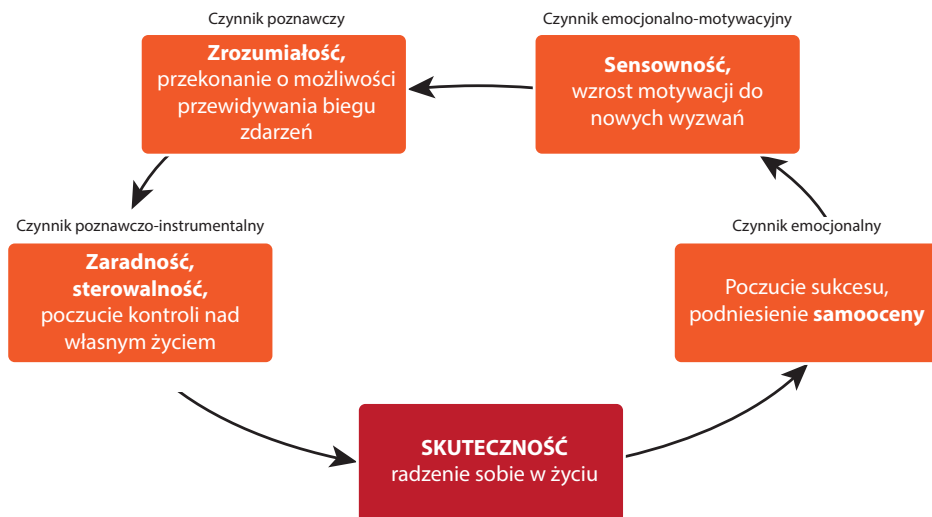 Czynnik poznawczy
Zrozumiałość,
przekonanie o możliwości
przewidywania biegu
zdarzeń
Czynnik emocjonalno-motywacyjny
Sensowność,
wzrost motywacji do
nowych wyzwań
Czynnik poznawczo-instrumentalny
Zaradność,
sterowalność,
poczucie kontroli nad
własnym życiem
Czynnik emocjonalny
Poczucie sukcesu,
podniesienie samooceny
SKUTECZNOŚĆ
radzenie sobie w życiu